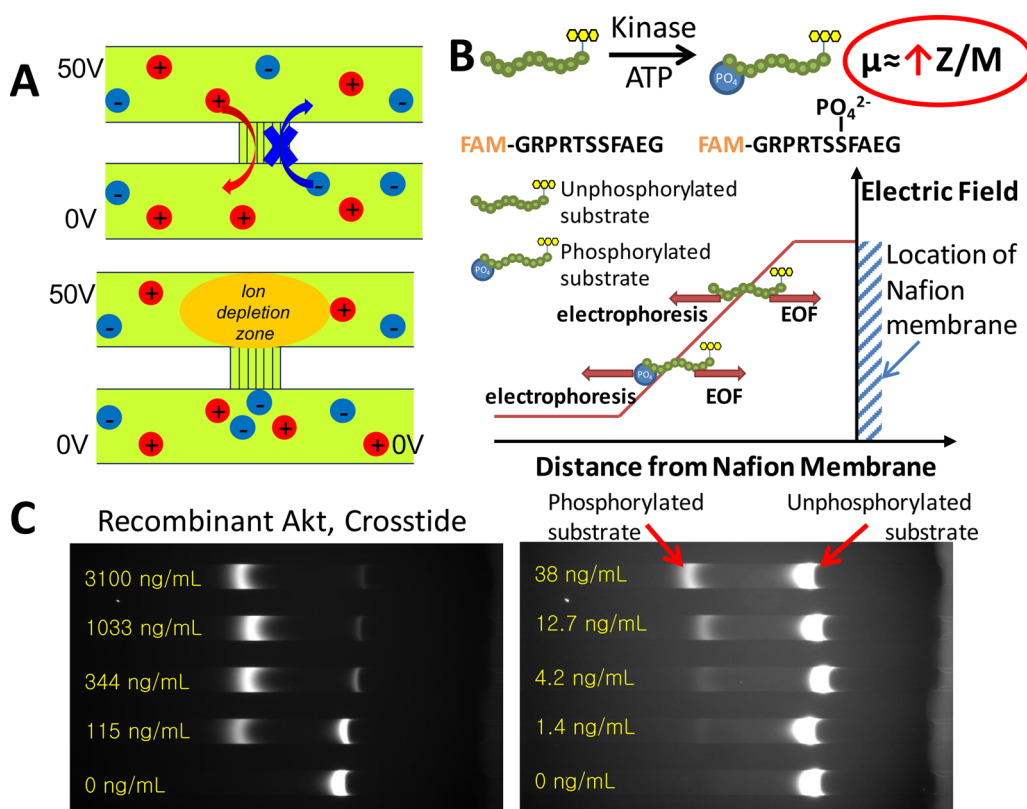 A
50V
+
-
+
-
+
-
-
-
0V
+
+
+
50V
+
Ion
depletion
zone
+
-
-
-
+
-
-
+
-
0V
+
+
0V
B
Kinase
ATP
PO₄
μ≈↑Z/M
PO₄²⁻
FAM-GRPRTSSFAEG
FAM-GRPRTSSFAEG
Unphosphorylated
substrate
PO₄
Phosphorylated
substrate
Electric Field
Location of
Nafion
membrane
electrophoresis
EOF
PO₄
electrophoresis
EOF
Distance from Nafion Membrane
C
Recombinant Akt, Crosstide
3100 ng/mL
1033 ng/mL
344 ng/mL
115 ng/mL
0 ng/mL
Phosphorylated
substrate
Unphosphorylated
substrate
38 ng/mL
12.7 ng/mL
4.2 ng/mL
1.4 ng/mL
0 ng/mL